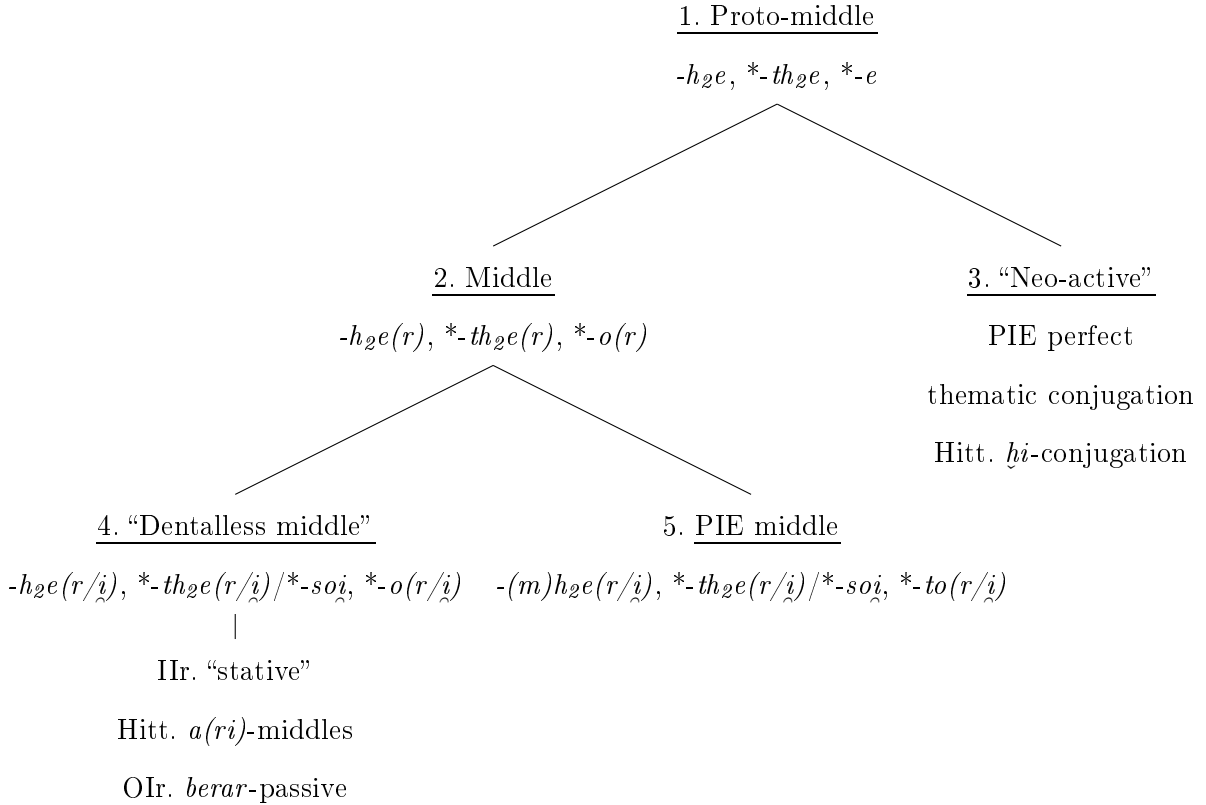 1. Proto-middle
-h₂e, *-th₂e, *-e
2. Middle
3. “Neo-active”
-h₂e(r), *-th₂e(r), *-o(r)
PIE perfect
thematic conjugation
Hitt. ḫi-conjugation
4. “Dentalless middle”
5. PIE middle
-h₂e(r/i̯), *-th₂e(r/i̯)/*-soi̯, *-o(r/i̯)
-(m)h₂e(r/i̯), *-th₂e(r/i̯)/*-soi̯, *-to(r/i̯)
IIr. “stative”
Hitt. a(ri)-middles
OIr. berar-passive